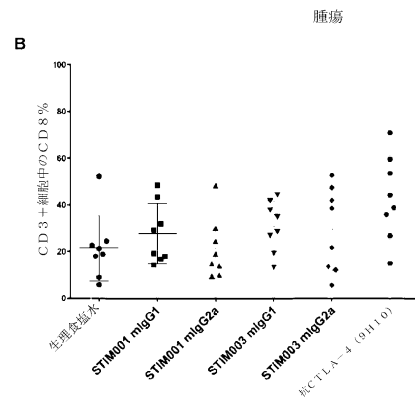 腫瘍
B
CD3+細胞中のCD8%
100
80
60
40
20
0
生理食塩水
STIM001 mIgG1
STIM001 mIgG2a
STIM003 mIgG1
STIM003 mIgG2a
抗CTLA-4 (9H10)